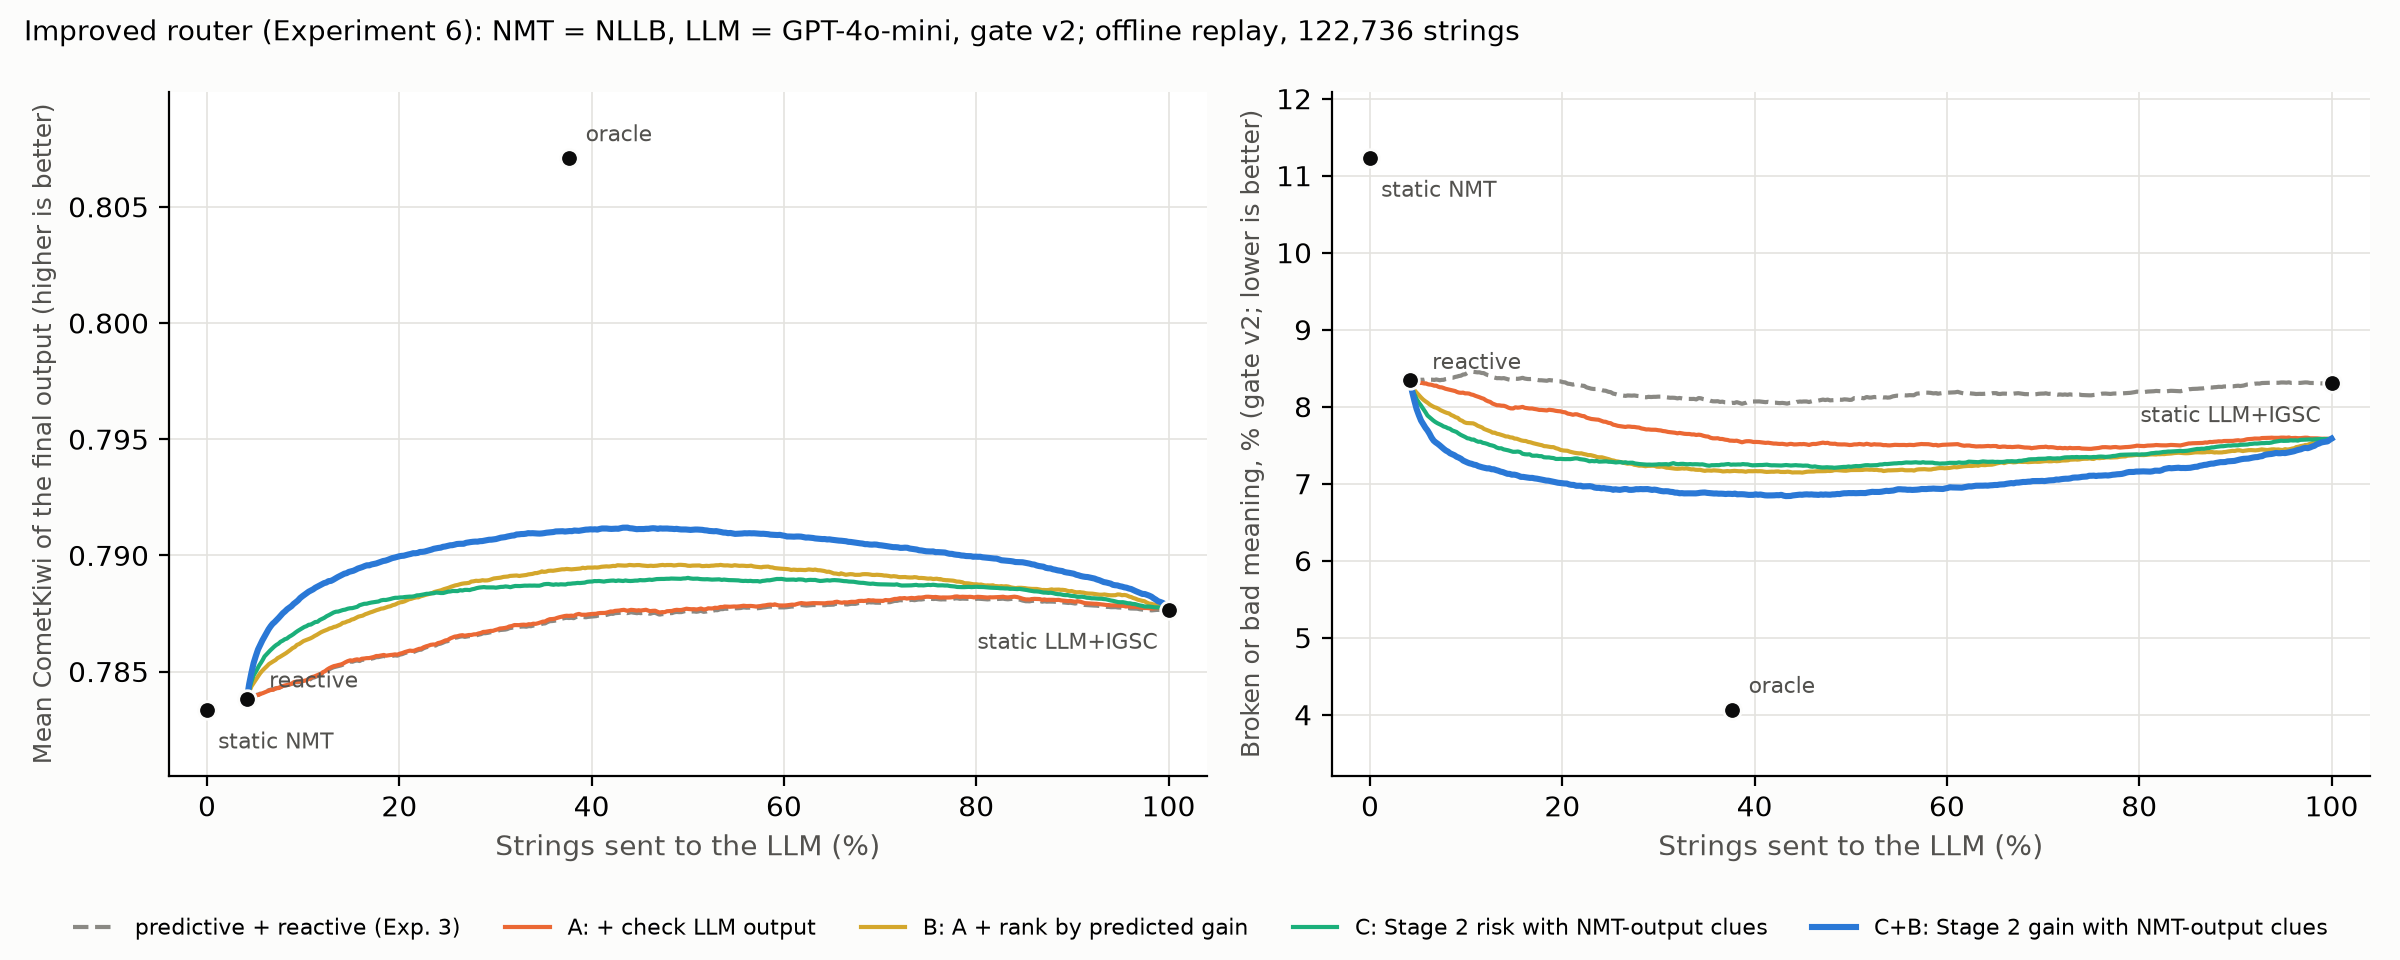 Improved router (Experiment 6): NMT = NLLB, LLM = GPT-4o-mini, gate v2; offline replay, 122,736 strings
Mean CometKiwi of the final output (higher is better)
0.805
0.800
0.795
0.790
0.785
oracle
reactive
static NMT
static LLM+IGSC
0 20 40 60 80 100
Strings sent to the LLM (%)
Broken or bad meaning, % (gate v2; lower is better)
12
11
10
9
8
7
6
5
4
static NMT
reactive
static LLM+IGSC
oracle
0 20 40 60 80 100
Strings sent to the LLM (%)
predictive + reactive (Exp. 3) A: + check LLM output B: A + rank by predicted gain C: Stage 2 risk with NMT-output clues C+B: Stage 2 gain with NMT-output clues